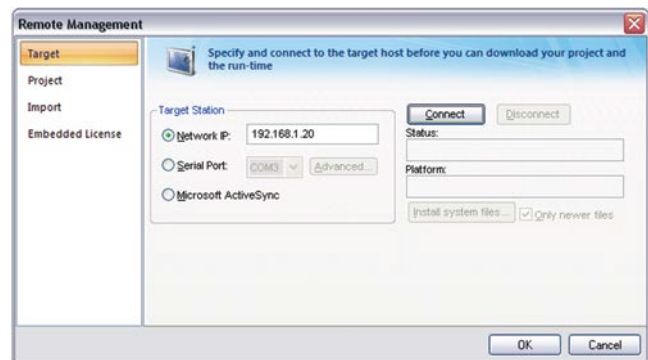 Remote Management
Target
Project
Import
Embedded License
Specify and connect to the target host before you can download your project and
the run-time
Target Station
Network IP:
192.168.1.20
Serial Port:
COM3
Advanced...
Microsoft ActiveSync
Connect
Disconnect
Status:
Platform:
Install system files...
Only newer files
OK
Cancel